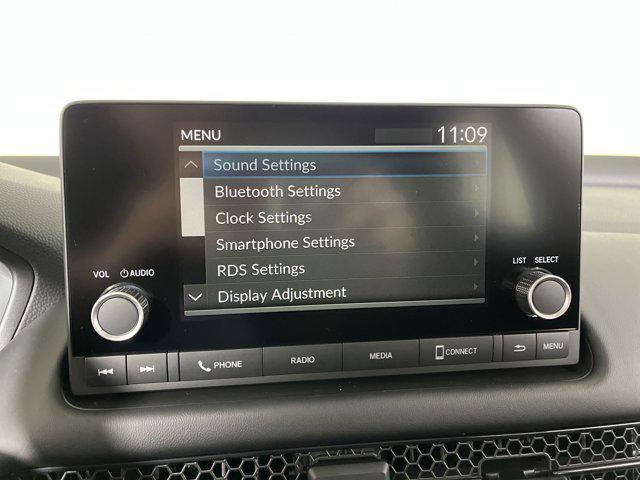 MENU 11:09
Sound Settings
Bluetooth Settings
Clock Settings
Smartphone Settings
RDS Settings
Display Adjustment
VOL AUDIO
LIST SELECT
PHONE RADIO MEDIA CONNECT MENU